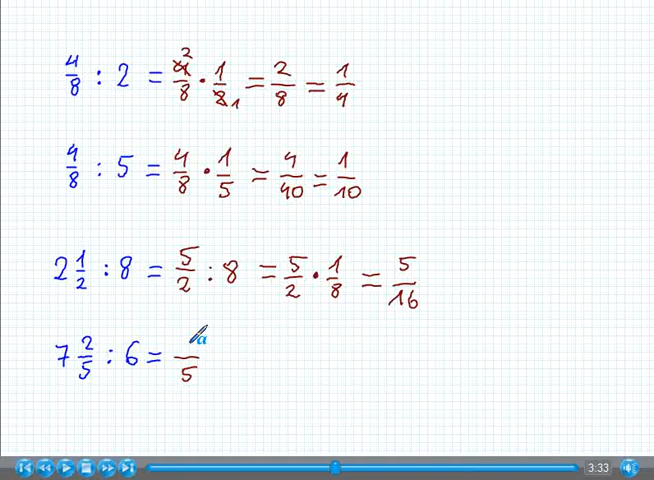 4/8 : 2 = 4/8 2 · 1/2 1 = 2/8 = 1/4
4/8 : 5 = 4/8 · 1/5 = 4/40 = 1/10
2 1/2 : 8 = 5/2 : 8 = 5/2 · 1/8 = 5/16
7 2/5 : 6 = /5
3:33